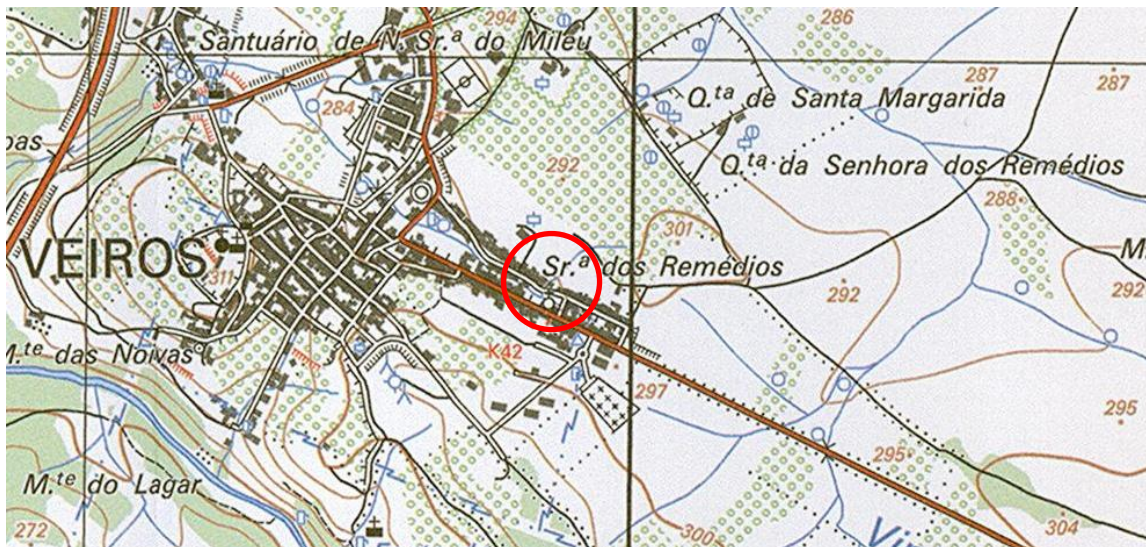 294
286
Santuário de N. Sr.ª do Mileu
287
287
Q.ta de Santa Margarida
284
292
Q.ta da Senhora dos Remédios
288
301
VEIROS
311
Sr.ª dos Remédios
292
292
M.te das Noivas
K42
297
295
295
M.te do Lagar
272
300
304